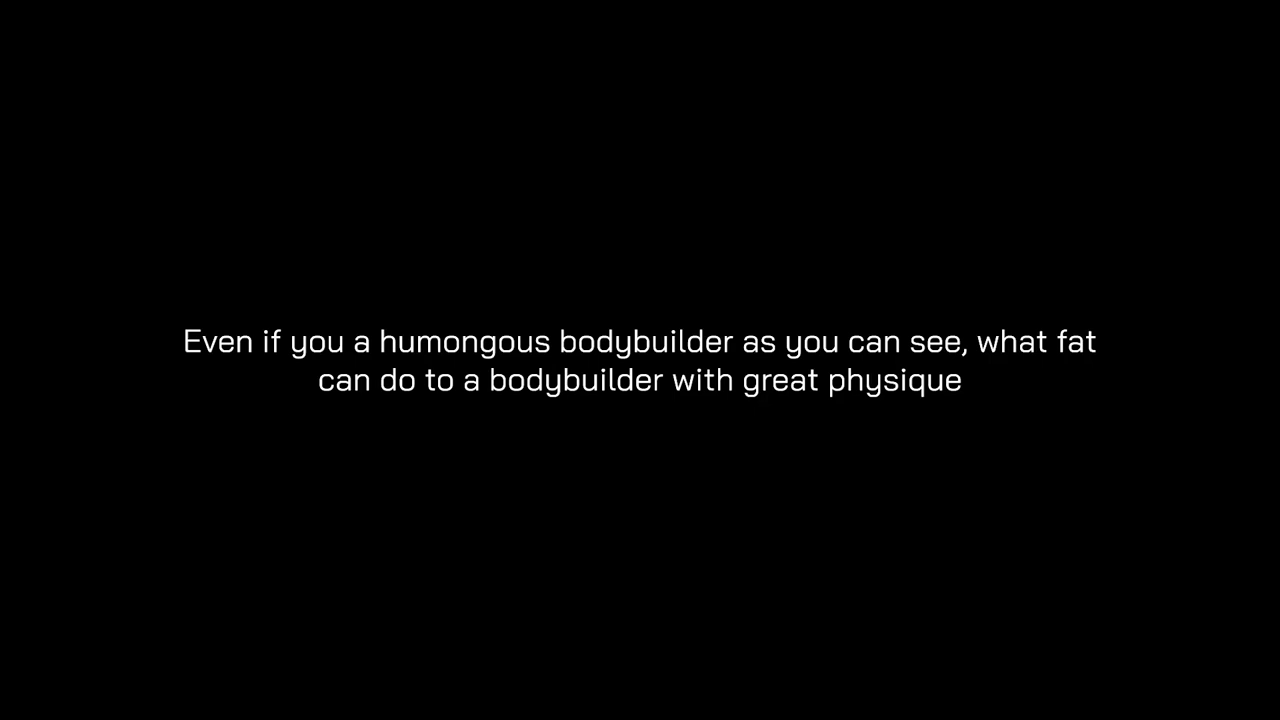 Even if you a humongous bodybuilder as you can see, what fat
can do to a bodybuilder with great physique